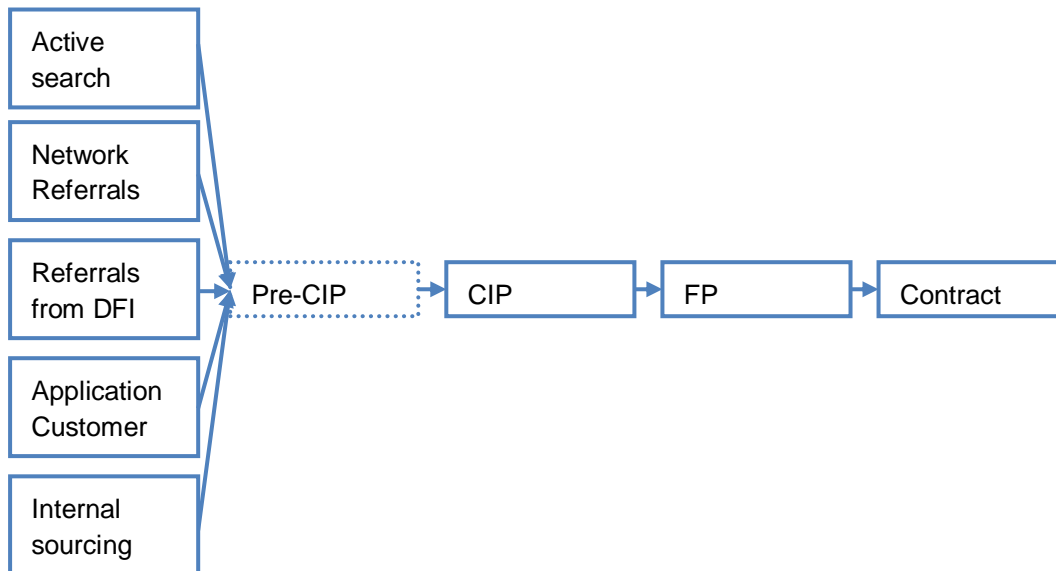 Active
search
Network
Referrals
Referrals
from DFI
Pre-CIP
CIP
FP
Contract
Application
Customer
Internal
sourcing